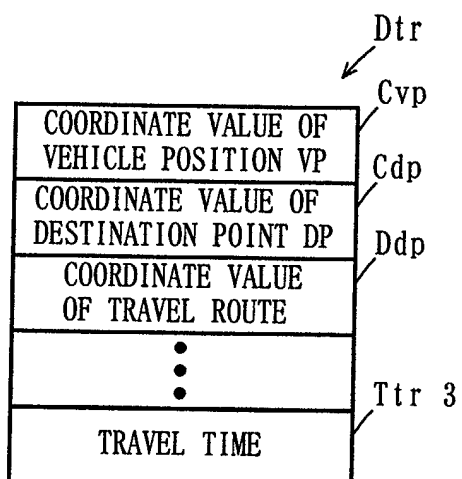 Dtr
Cvp
COORDINATE VALUE OF
VEHICLE POSITION VP
Cdp
COORDINATE VALUE OF
DESTINATION POINT DP
Ddp
COORDINATE VALUE
OF TRAVEL ROUTE
Ttr 3
TRAVEL TIME